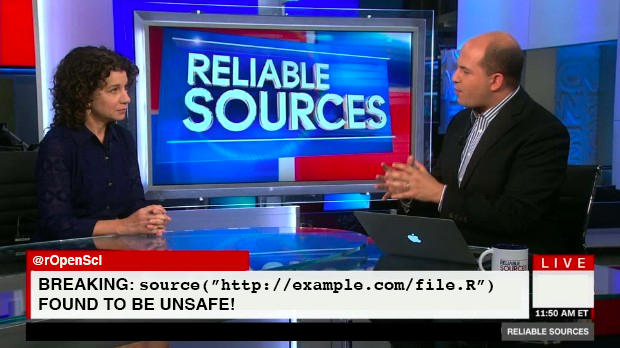 RELIABLE
SOURCES
@rOpenSci
BREAKING: source("http://example.com/file.R")
FOUND TO BE UNSAFE!
LIVE
11:50 AM ET
RELIABLE SOURCES